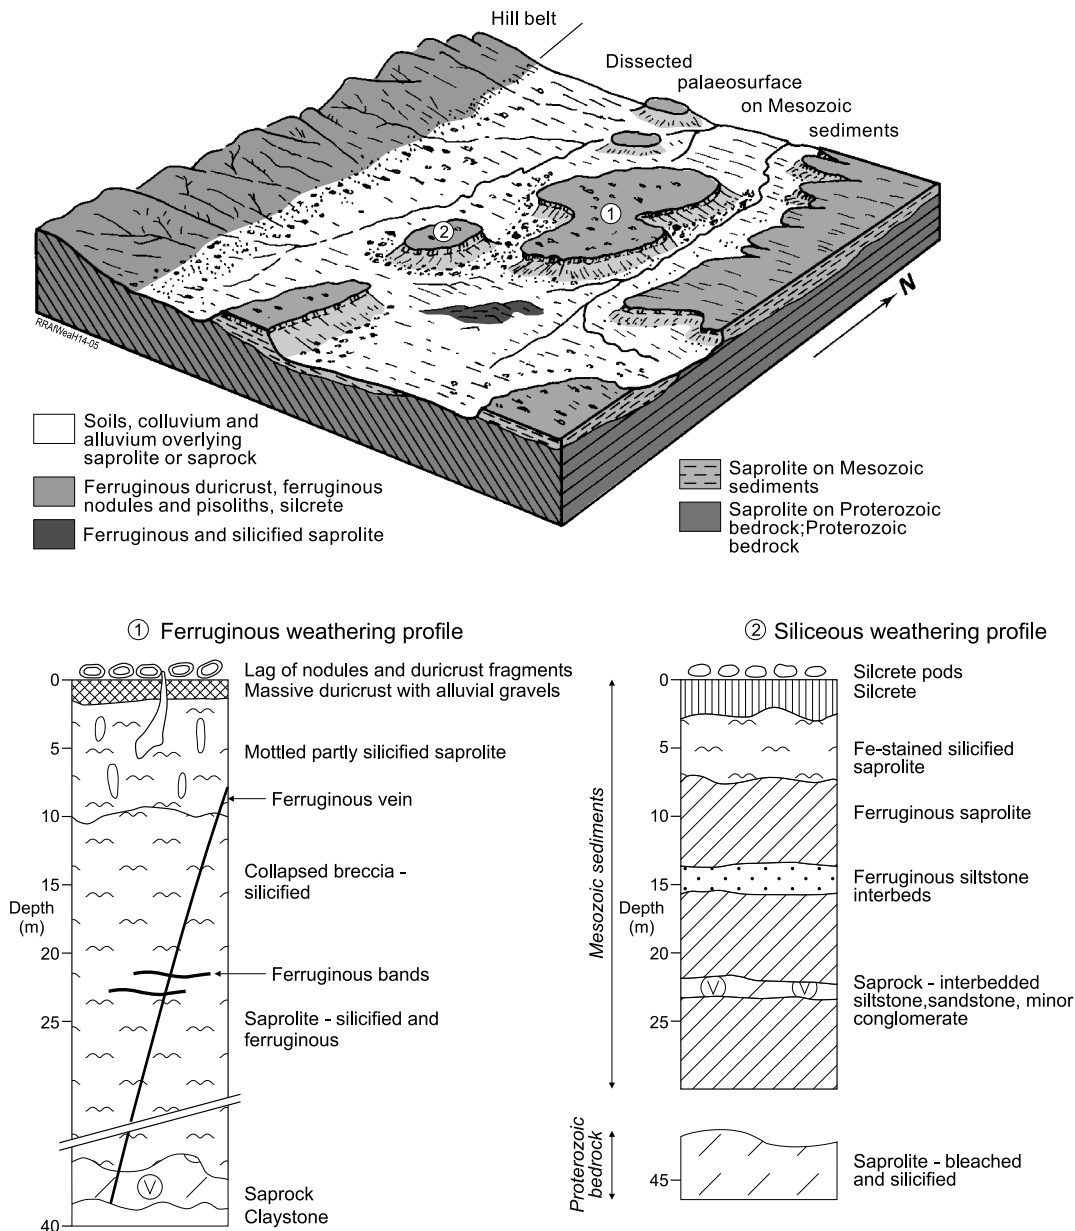 Hill belt
Dissected
palaeosurface
on Mesozoic
sediments
1
2
N
RRAfWeaH14-05
Soils, colluvium and
alluvium overlying
saprolite or saprock
Ferruginous duricrust, ferruginous
nodules and pisoliths, silcrete
Ferruginous and silicified saprolite
Saprolite on Mesozoic
sediments
Saprolite on Proterozoic
bedrock;Proterozoic
bedrock
1 Ferruginous weathering profile
0
5
10
15
Depth
(m)
20
25
40
Lag of nodules and duricrust fragments
Massive duricrust with alluvial gravels
Mottled partly silicified saprolite
Ferruginous vein
Collapsed breccia -
silicified
Ferruginous bands
Saprolite - silicified and
ferruginous
V
Saprock
Claystone
2 Siliceous weathering profile
Mesozoic sediments
Proterozoic
bedrock
0
5
10
15
Depth
(m)
20
25
45
Silcrete pods
Silcrete
Fe-stained silicified
saprolite
Ferruginous saprolite
Ferruginous siltstone
interbeds
V
V
Saprock - interbedded
siltstone,sandstone, minor
conglomerate
Saprolite - bleached
and silicified